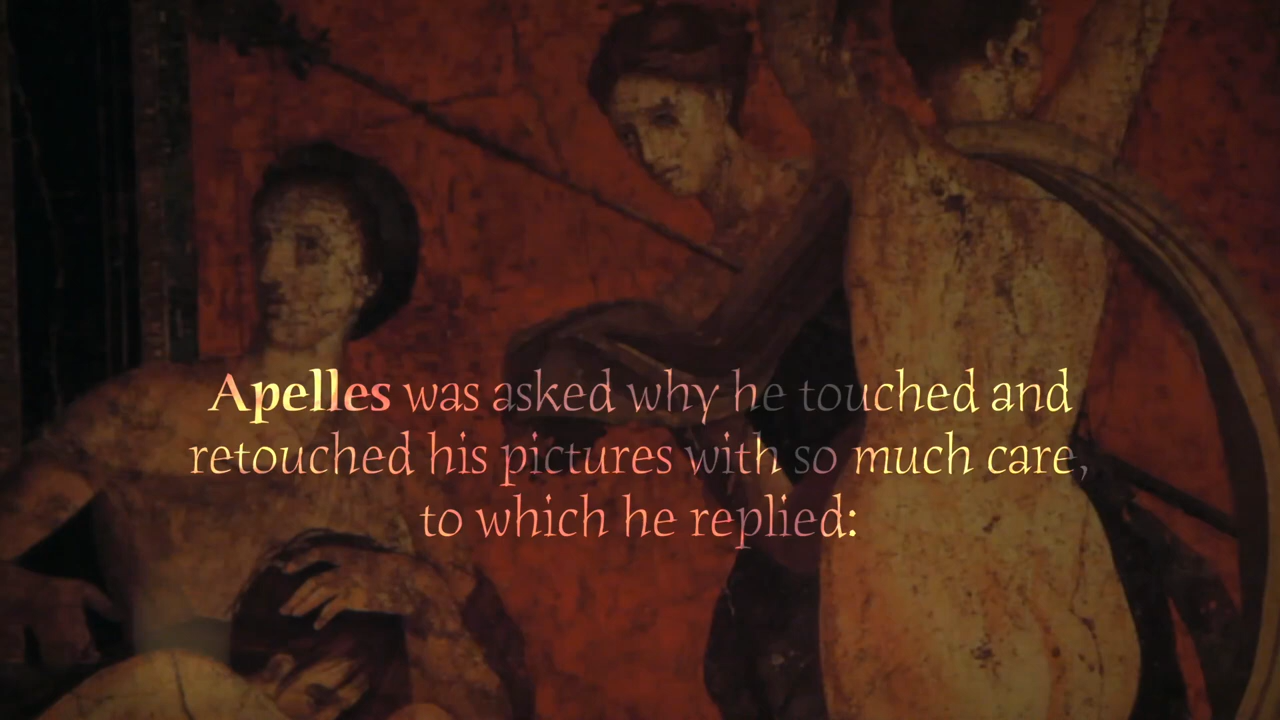 Apelles was asked why he touched and
retouched his pictures with so much care,
to which he replied: